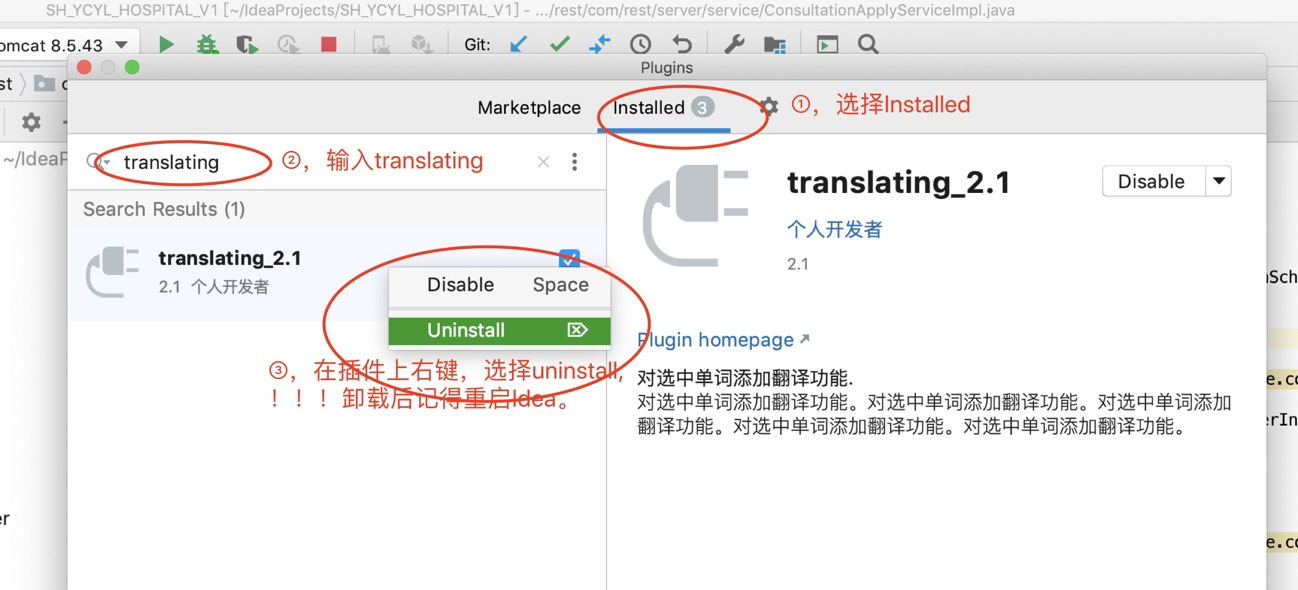 SH_YCYL_HOSPITAL_V1 [~/IdeaProjects/SH_YCYL_HOSPITAL_V1] - .../rest/com/rest/server/service/ConsultationApplyServiceImpl.java
omcat 8.5.43
Git:
Plugins
st
Marketplace
Installed 3
①，选择Installed
~/IdeaP
translating
②，输入translating
translating_2.1
Disable
Search Results (1)
个人开发者
translating_2.1
2.1
2.1 个人开发者
Disable Space
Uninstall
Plugin homepage
③，在插件上右键，选择uninstall,
！！！卸载后记得重启Idea。
对选中单词添加翻译功能.
对选中单词添加翻译功能。对选中单词添加翻译功能。对选中单词添加
翻译功能。对选中单词添加翻译功能。对选中单词添加翻译功能。
nSch
e.co
erIn
er
e.co